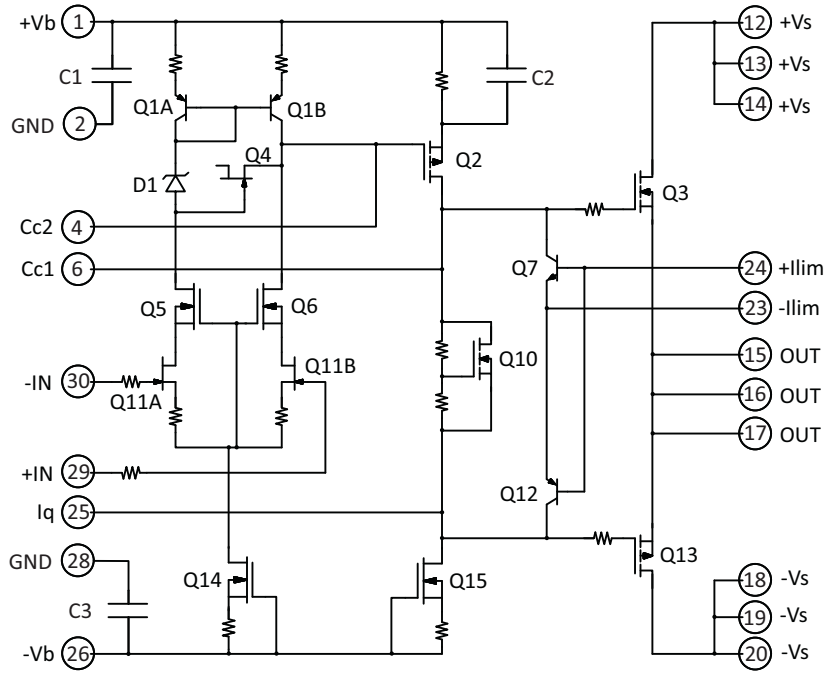 +Vb 1
12 +Vs
C1
C2
13 +Vs
Q1A
Q1B
14 +Vs
GND 2
Q4
Q2
D1
Q3
Cc2 4
Cc1 6
Q7
24 +Ilim
Q5
Q6
23 -Ilim
Q10
15 OUT
-IN 30
Q11A
Q11B
16 OUT
17 OUT
+IN 29
Q12
Iq 25
GND 28
Q14
Q15
Q13
18 -Vs
C3
19 -Vs
-Vb 26
20 -Vs